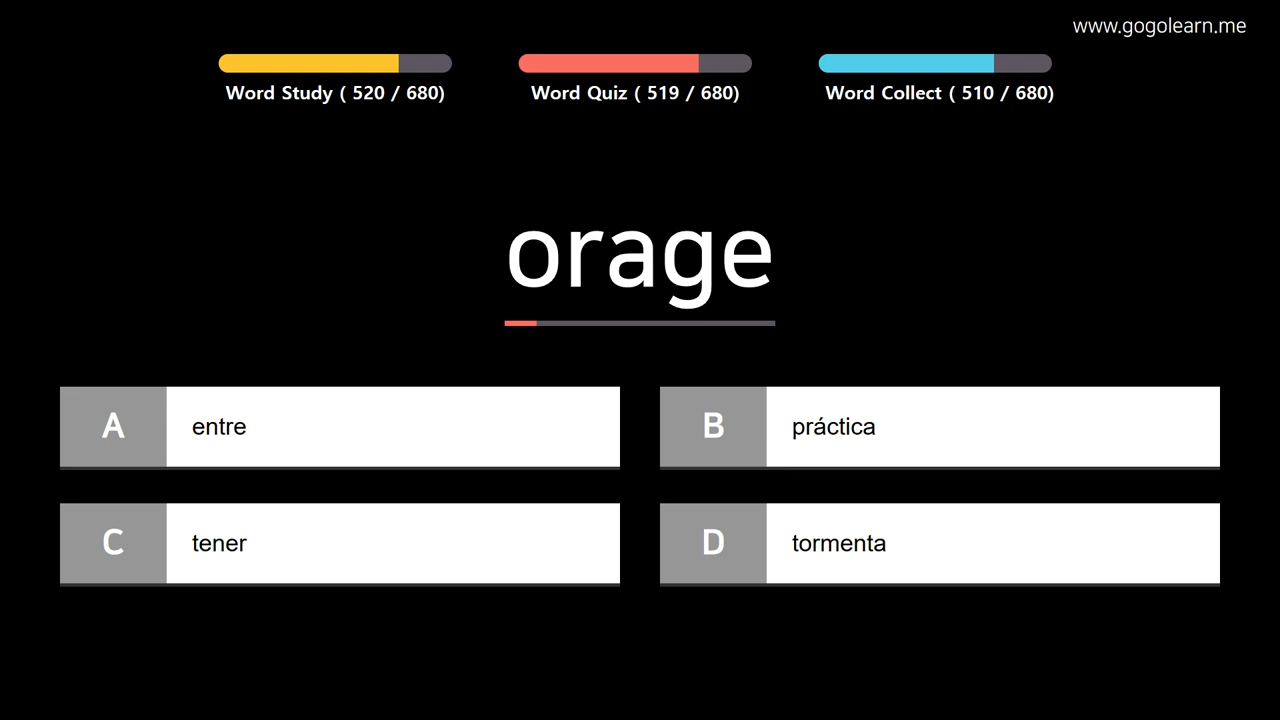 www.gogolearn.me
Word Study ( 520 / 680)
Word Quiz ( 519 / 680)
Word Collect ( 510 / 680)
orage
A
entre
B
práctica
C
tener
D
tormenta